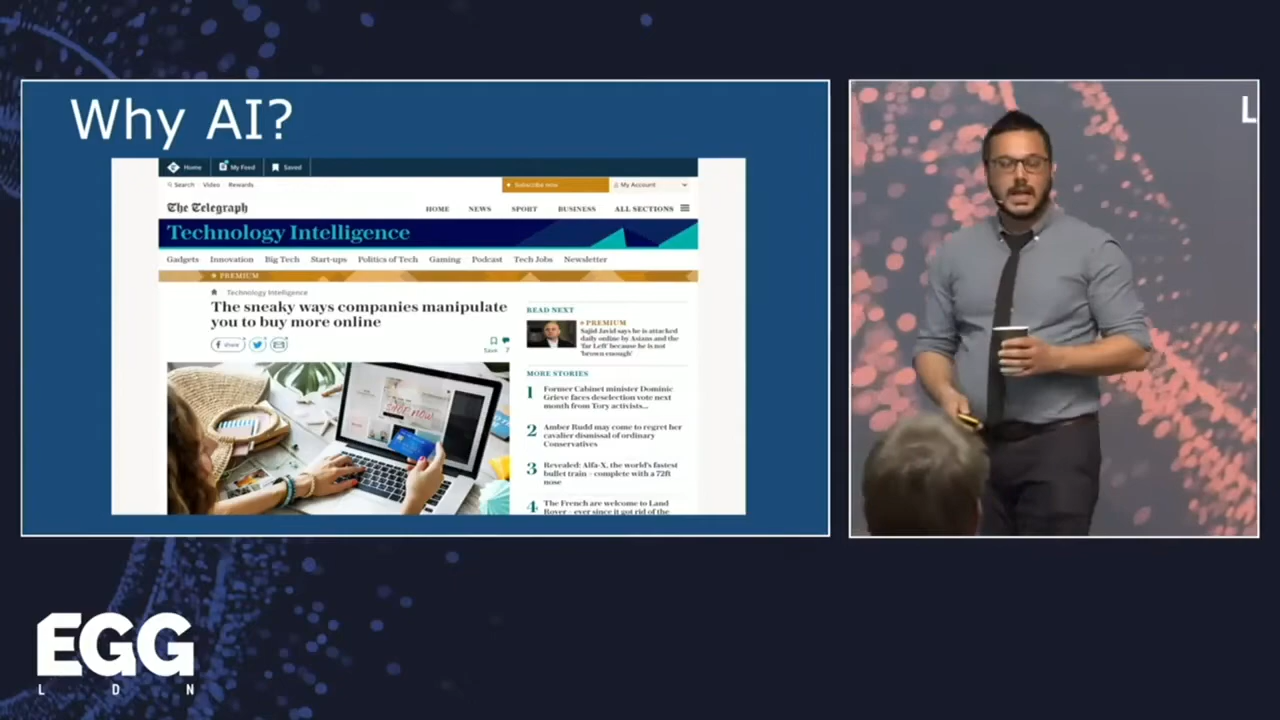 Why AI?
Home My Feed Saved
Search Video Rewards
Subscribe now
My Account
The Telegraph
HOME NEWS SPORT BUSINESS ALL SECTIONS
Technology Intelligence
Gadgets Innovation Big Tech Start-ups Politics of Tech Gaming Podcast Tech Jobs Newsletter
PREMIUM
Technology Intelligence
The sneaky ways companies manipulate
you to buy more online
share
Save 7
SHOP now
READ NEXT
PREMIUM
Sajid Javid says he is attacked
daily online by Asians and the
'far Left' because he is not
'brown enough'
MORE STORIES
1 Former Cabinet minister Dominic
Grieve faces deselection vote next
month from Tory activists...
2 Amber Rudd may come to regret her
cavalier dismissal of ordinary
Conservatives
3 Revealed: Alfa-X, the world's fastest
bullet train – complete with a 72ft
nose
4 The French are welcome to Land
Rover – ever since it got rid of the
L
EGG
L D N